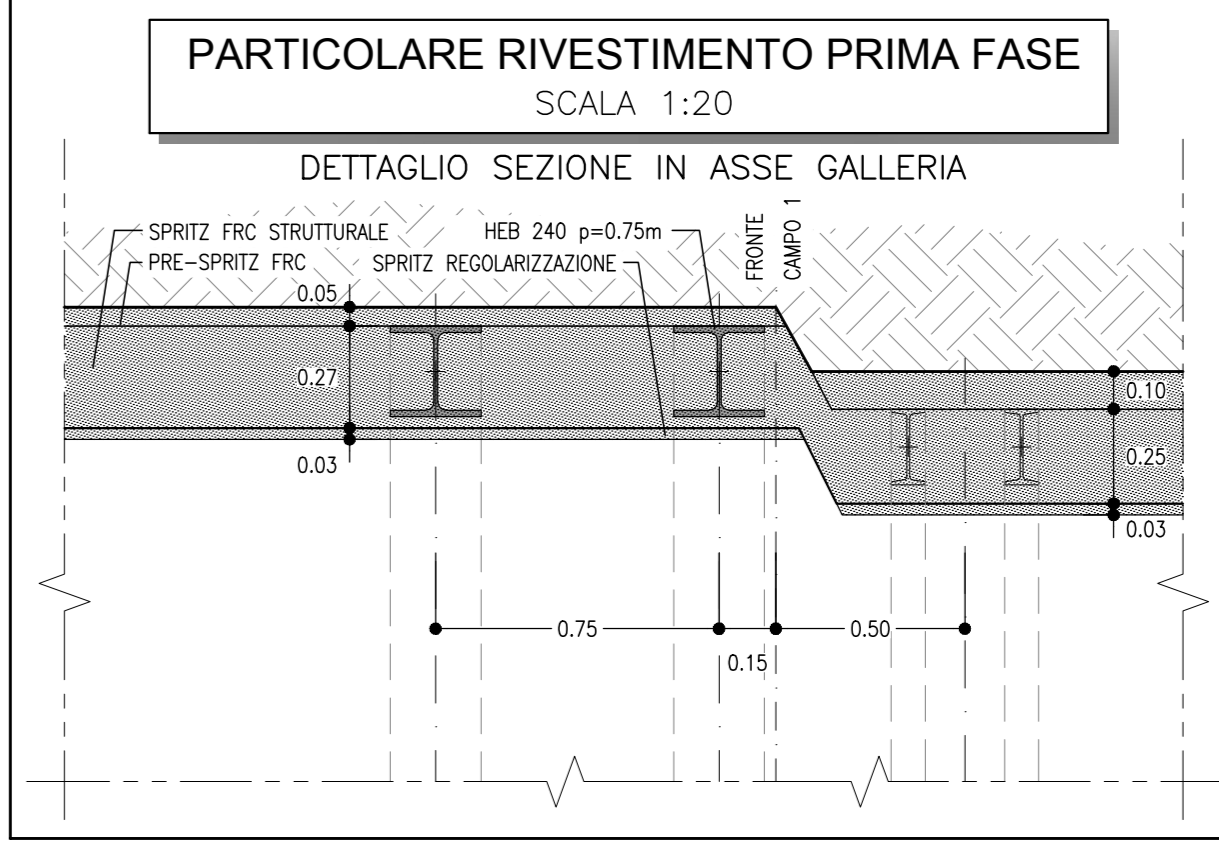 PARTICOLARE RIVESTIMENTO PRIMA FASE
SCALA 1:20
DETTAGLIO SEZIONE IN ASSE GALLERIA
SPRITZ FRC STRUTTURALE
HEB 240 p=0.75m
PRE-SPRITZ FRC
SPRITZ REGOLARIZZAZIONE
FRONTE
CAMPO 1
0.05
0.27
0.03
0.10
0.25
0.03
0.75
0.15
0.50